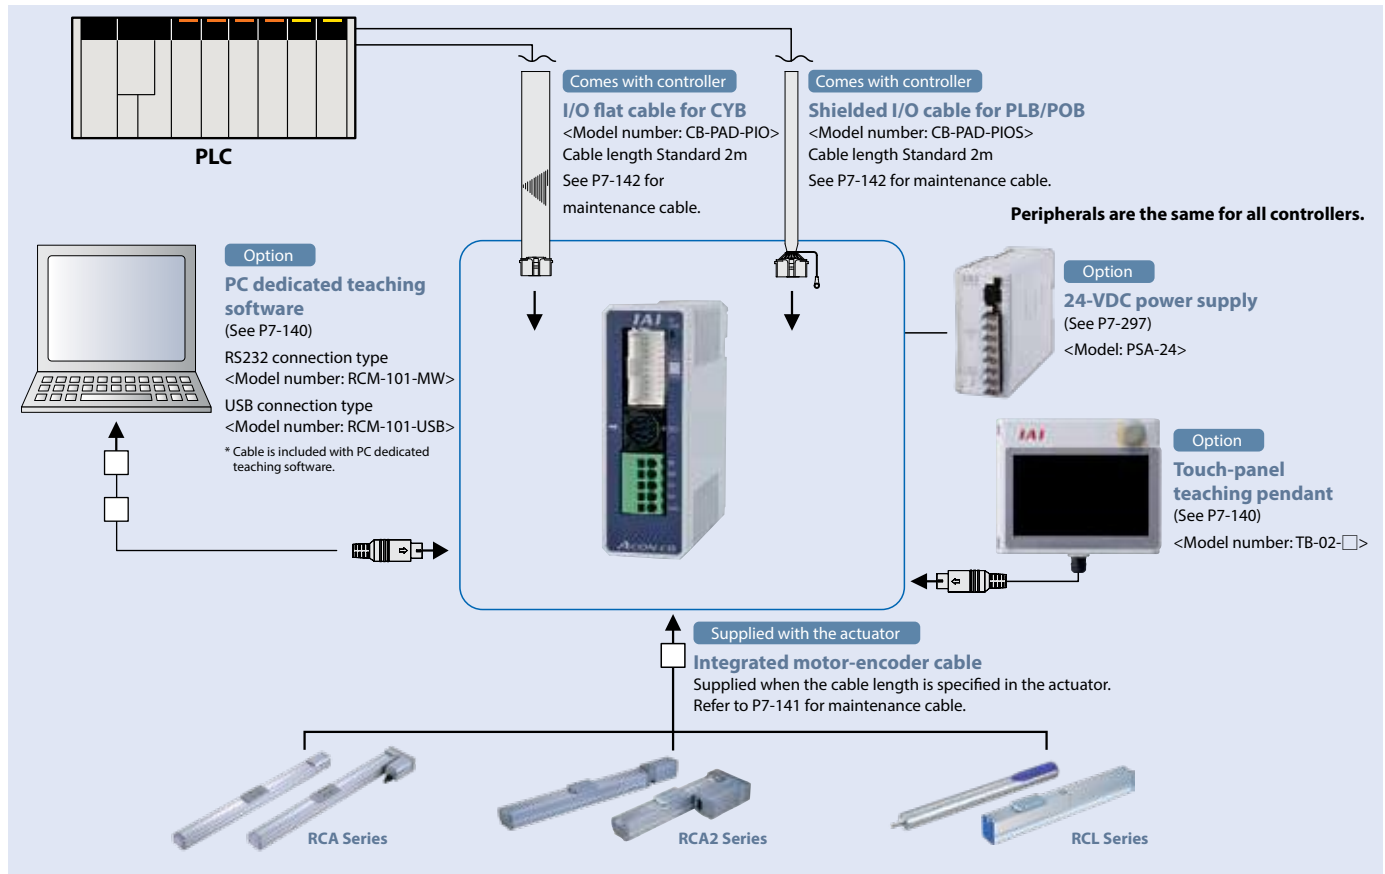 PLC
Comes with controller
I/O flat cable for CYB
<Model number: CB-PAD-PIO>
Cable length Standard 2m
See P7-142 for
maintenance cable.
Comes with controller
Shielded I/O cable for PLB/POB
<Model number: CB-PAD-PIOS>
Cable length Standard 2m
See P7-142 for maintenance cable.
Peripherals are the same for all controllers.
Option
PC dedicated teaching
software
(See P7-140)
RS232 connection type
<Model number: RCM-101-MW>
USB connection type
<Model number: RCM-101-USB>
* Cable is included with PC dedicated
teaching software.
IAI
ACON-CB
IAI
Option
24-VDC power supply
(See P7-297)
<Model: PSA-24>
IAI
Option
Touch-panel
teaching pendant
(See P7-140)
<Model number: TB-02-□>
Supplied with the actuator
Integrated motor-encoder cable
Supplied when the cable length is specified in the actuator.
Refer to P7-141 for maintenance cable.
RCA Series
RCA2 Series
RCL Series